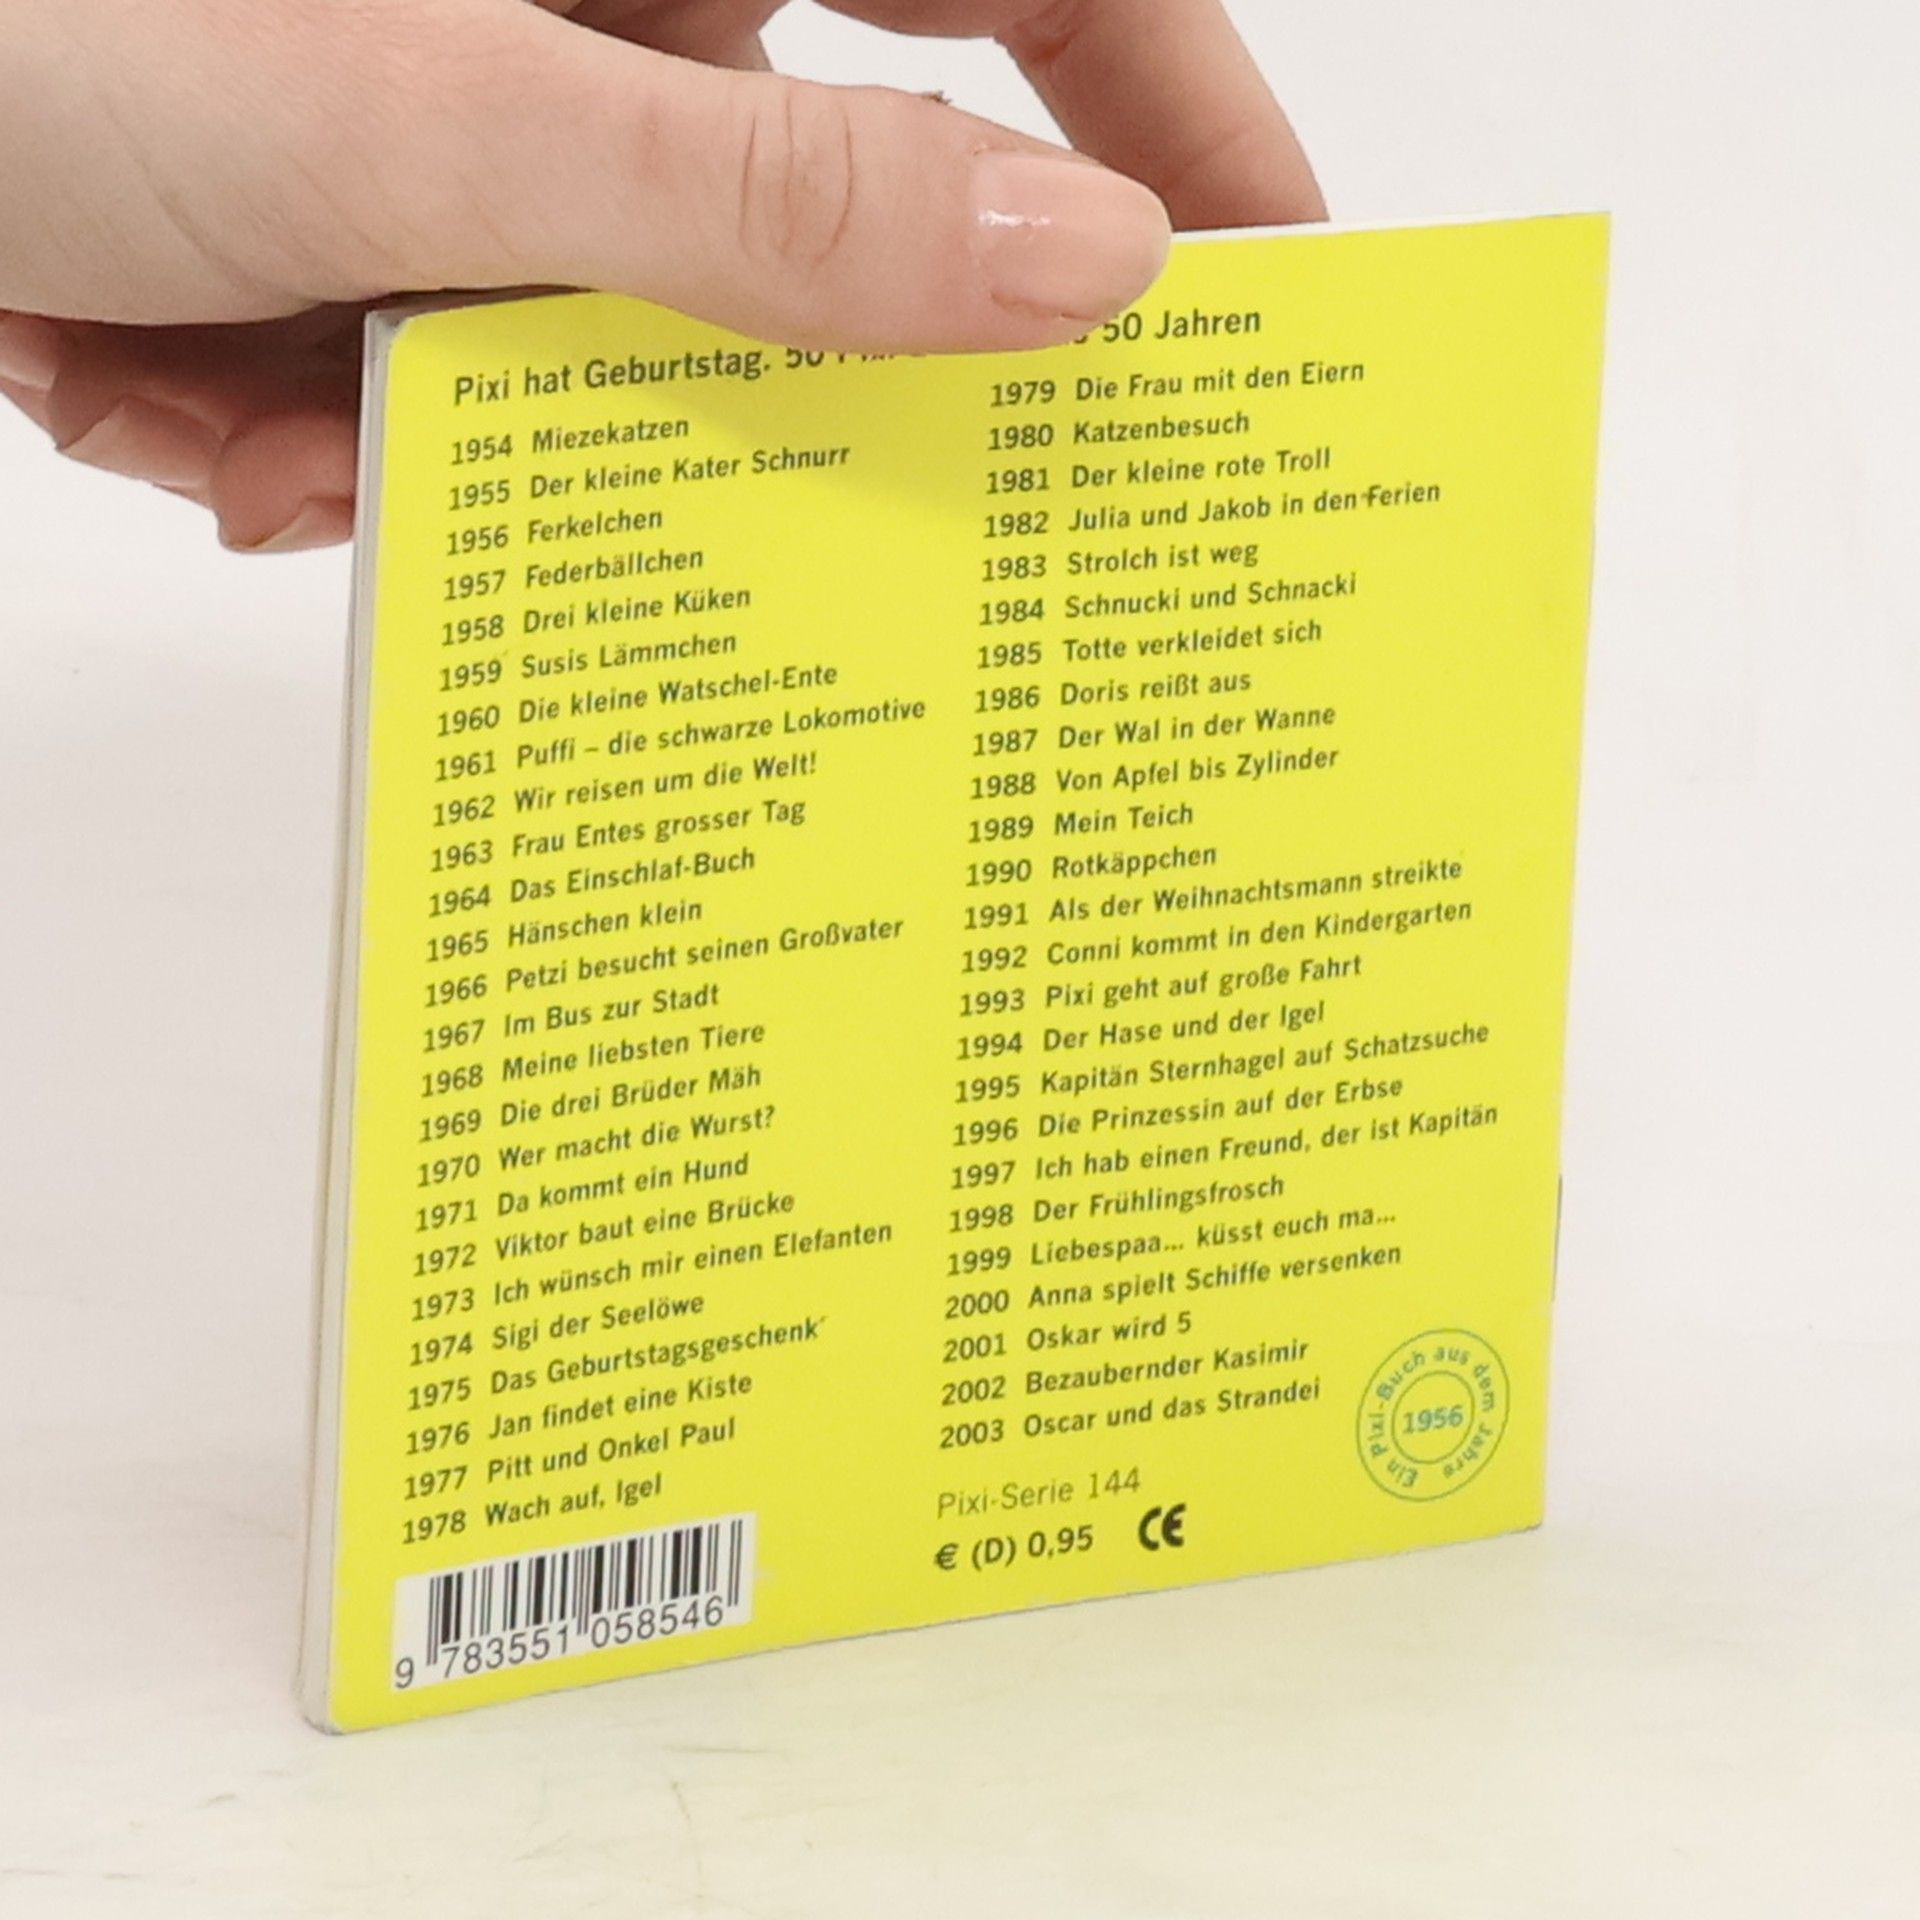 Pixi hat Geburtstag. 50 50 Jahren
1954 Miezekatzen
1955 Der kleine Kater Schnurr
1956 Ferkelchen
1957 Federbällchen
1958 Drei kleine Küken
1959 Susis Lämmchen
1960 Die kleine Watschel-Ente
1961 Puffi – die schwarze Lokomotive
1962 Wir reisen um die Welt!
1963 Frau Entes grosser Tag
1964 Das Einschlaf-Buch
1965 Hänschen klein
1966 Petzi besucht seinen Großvater
1967 Im Bus zur Stadt
1968 Meine liebsten Tiere
1969 Die drei Brüder Mäh
1970 Wer macht die Wurst?
1971 Da kommt ein Hund
1972 Viktor baut eine Brücke
1973 Ich wünsch mir einen Elefanten
1974 Sigi der Seelöwe
1975 Das Geburtstagsgeschenk
1976 Jan findet eine Kiste
1977 Pitt und Onkel Paul
1978 Wach auf, Igel
1979 Die Frau mit den Eiern
1980 Katzenbesuch
1981 Der kleine rote Troll
1982 Julia und Jakob in den Ferien
1983 Strolch ist weg
1984 Schnucki und Schnacki
1985 Totte verkleidet sich
1986 Doris reißt aus
1987 Der Wal in der Wanne
1988 Von Apfel bis Zylinder
1989 Mein Teich
1990 Rotkäppchen
1991 Als der Weihnachtsmann streikte
1992 Conni kommt in den Kindergarten
1993 Pixi geht auf große Fahrt
1994 Der Hase und der Igel
1995 Kapitän Sternhagel auf Schatzsuche
1996 Die Prinzessin auf der Erbse
1997 Ich hab einen Freund, der ist Kapitän
1998 Der Frühlingsfrosch
1999 Liebespaa... küsst euch ma...
2000 Anna spielt Schiffe versenken
2001 Oskar wird 5
2002 Bezaubernder Kasimir
2003 Oscar und das Strandei
Ein Pixi-Buch aus dem Jahre
1956
Pixi-Serie 144
€ (D) 0,95 CE
9 783551 058546